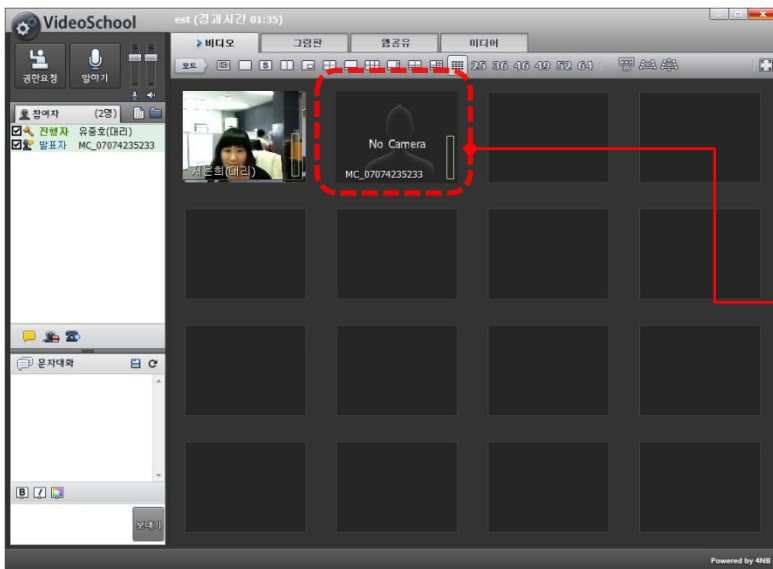 VideoSchool
est (경과시간 01:35)
비디오
그림판
웹공유
미디어
모드
S
25 36 46 49 52 64
권한요청
말하기
참여자 (2명)
진행자 유중호(대리)
발표자 MC_07074235233
No Camera
MC_07074235233
(대리)
문자대화
B I
보내기
Powered by 4NB